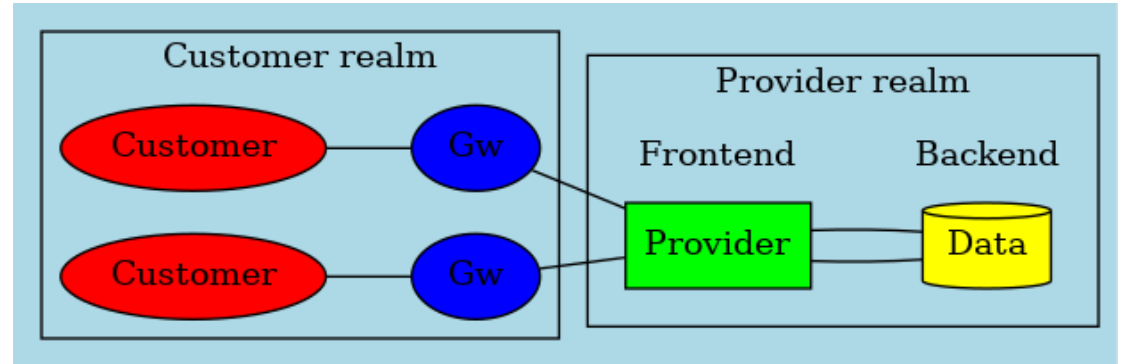 Customer realm
Customer
Gw
Customer
Gw
Provider realm
Frontend
Backend
Provider
Data